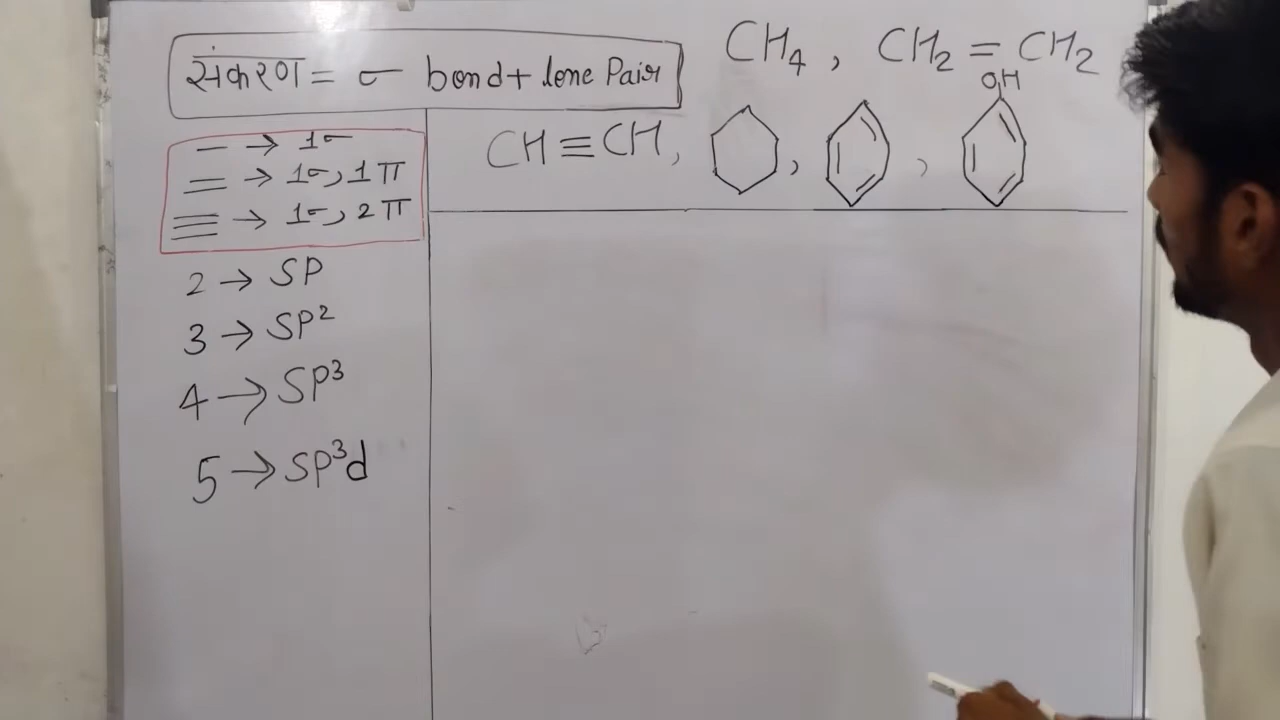 संकरण = σ bond + lone Pair
CH₄ , CH₂ = CH₂
CH ≡ CH, , ,
OH
— → 1σ
= → 1σ, 1π
≡ → 1σ, 2π
2 → SP
3 → SP²
4 → SP³
5 → SP³d